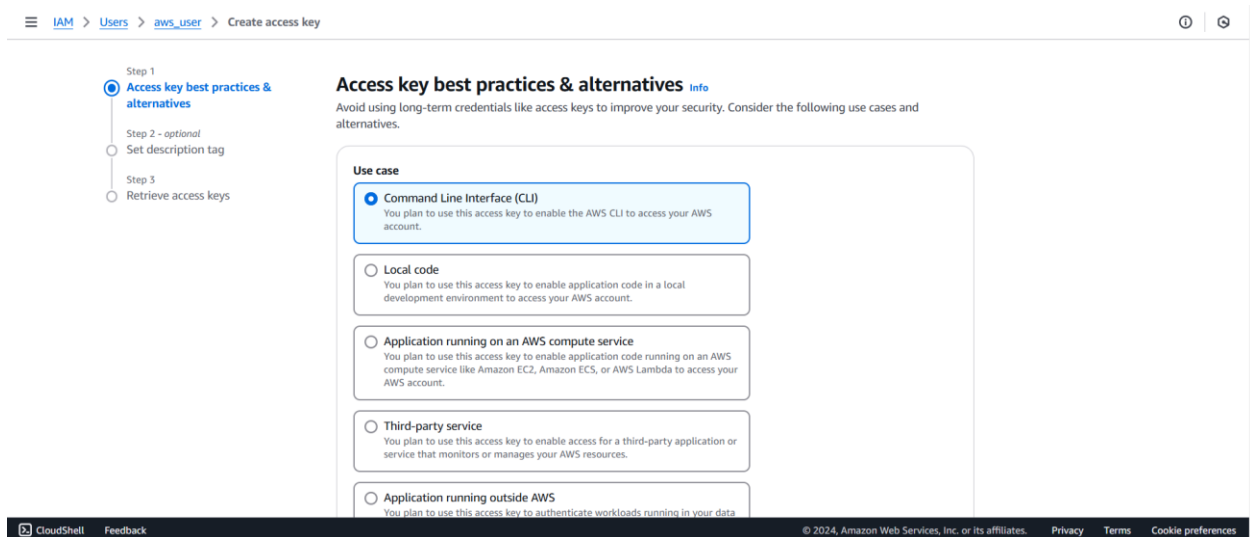 IAM > Users > aws_user > Create access key
Step 1
Access key best practices &
alternatives
Step 2 - optional
Set description tag
Step 3
Retrieve access keys
Access key best practices & alternatives Info
Avoid using long-term credentials like access keys to improve your security. Consider the following use cases and
alternatives.
Use case
Command Line Interface (CLI)
You plan to use this access key to enable the AWS CLI to access your AWS
account.
Local code
You plan to use this access key to enable application code in a local
development environment to access your AWS account.
Application running on an AWS compute service
You plan to use this access key to enable application code running on an AWS
compute service like Amazon EC2, Amazon ECS, or AWS Lambda to access your
AWS account.
Third-party service
You plan to use this access key to enable access for a third-party application or
service that monitors or manages your AWS resources.
Application running outside AWS
You plan to use this access key to authenticate workloads running in your data
CloudShell Feedback © 2024, Amazon Web Services, Inc. or its affiliates. Privacy Terms Cookie preferences